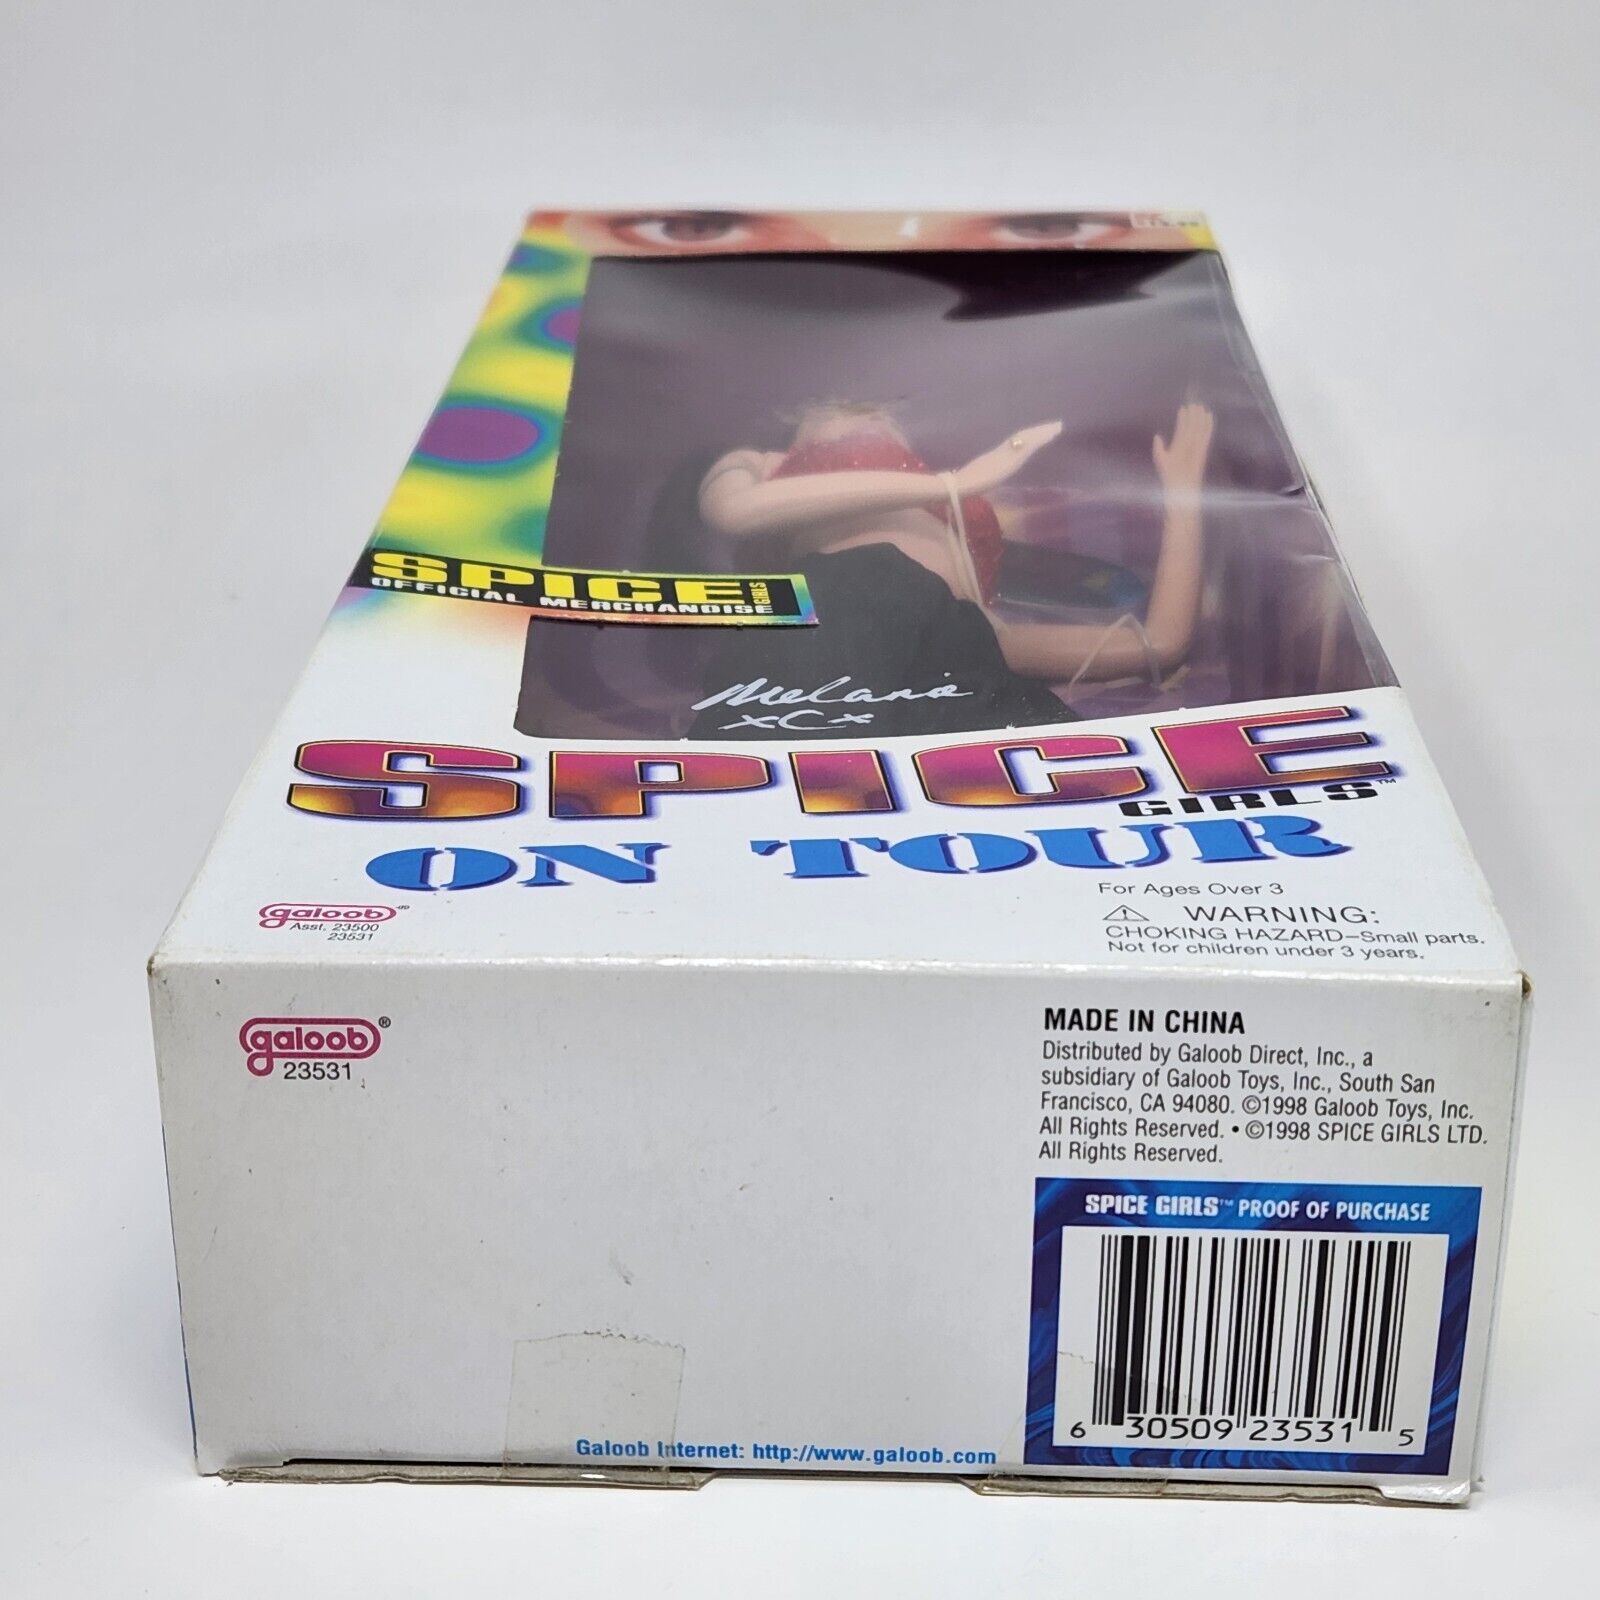 SPICE GIRLS
OFFICIAL MERCHANDISE
Melanie
xCx
SPICE
GIRLS™
ON TOUR
For Ages Over 3
galoob®
Asst. 23500
23531
⚠ WARNING:
CHOKING HAZARD–Small parts.
Not for children under 3 years.
galoob®
23531
MADE IN CHINA
Distributed by Galoob Direct, Inc., a
subsidiary of Galoob Toys, Inc., South San
Francisco, CA 94080. ©1998 Galoob Toys, Inc.
All Rights Reserved. • ©1998 SPICE GIRLS LTD.
All Rights Reserved.
SPICE GIRLS™ PROOF OF PURCHASE
6 30509 23531 5
Galoob Internet: http://www.galoob.com